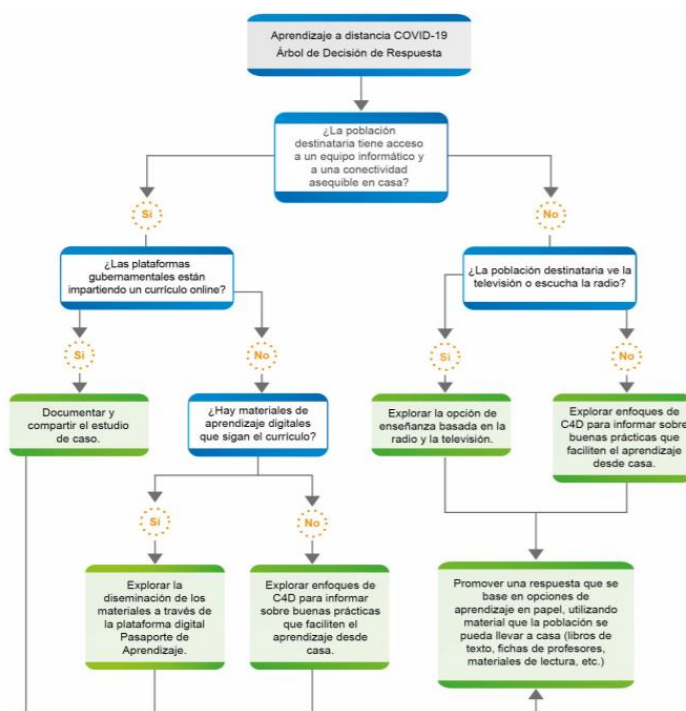 Aprendizaje a distancia COVID-19
Árbol de Decisión de Respuesta
¿La población
destinataria tiene acceso
a un equipo informático y
a una conectividad
asequible en casa?
Si
No
¿Las plataformas
gubernamentales están
impartiendo un currículo online?
¿La población destinataria ve la
televisión o escucha la radio?
Si
No
Si
No
Documentar y
compartir el estudio
de caso.
¿Hay materiales de
aprendizaje digitales
que sigan el currículo?
Explorar la opción de
enseñanza basada en la
radio y la televisión.
Explorar enfoques de
C4D para informar sobre
buenas prácticas que
faciliten el aprendizaje
desde casa.
Si
No
Explorar la
diseminación de los
materiales a través de
la plataforma digital
Pasaporte de
Aprendizaje.
Explorar enfoques de
C4D para informar
sobre buenas prácticas
que faciliten el
aprendizaje desde
casa.
Promover una respuesta que se
base en opciones de
aprendizaje en papel, utilizando
material que la población se
pueda llevar a casa (libros de
texto, fichas de profesores,
materiales de lectura, etc.)